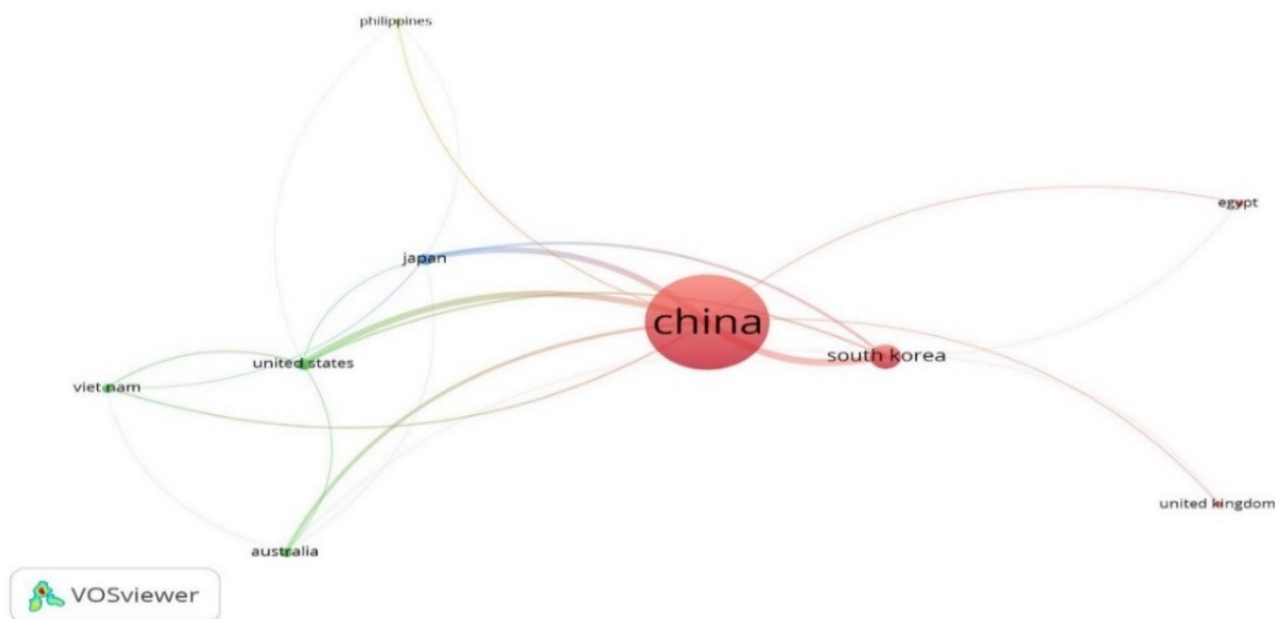 philippines
egypt
japan
china
south korea
united states
viet nam
united kingdom
australia
VOSviewer